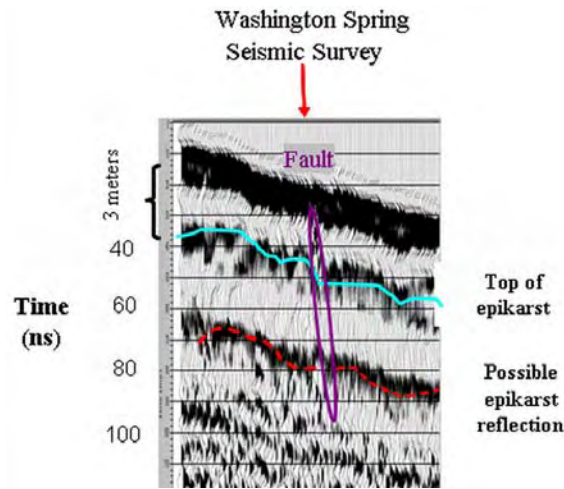 Washington Spring
Seismic Survey
Fault
3 meters
40
Time
(ns)
60
80
100
Top of
epikarst
Possible
epikarst
reflection